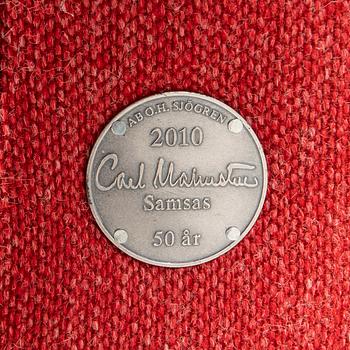 AB O.H. SJÖGREN
2010
Carl Malmsten
Samsas
50 år